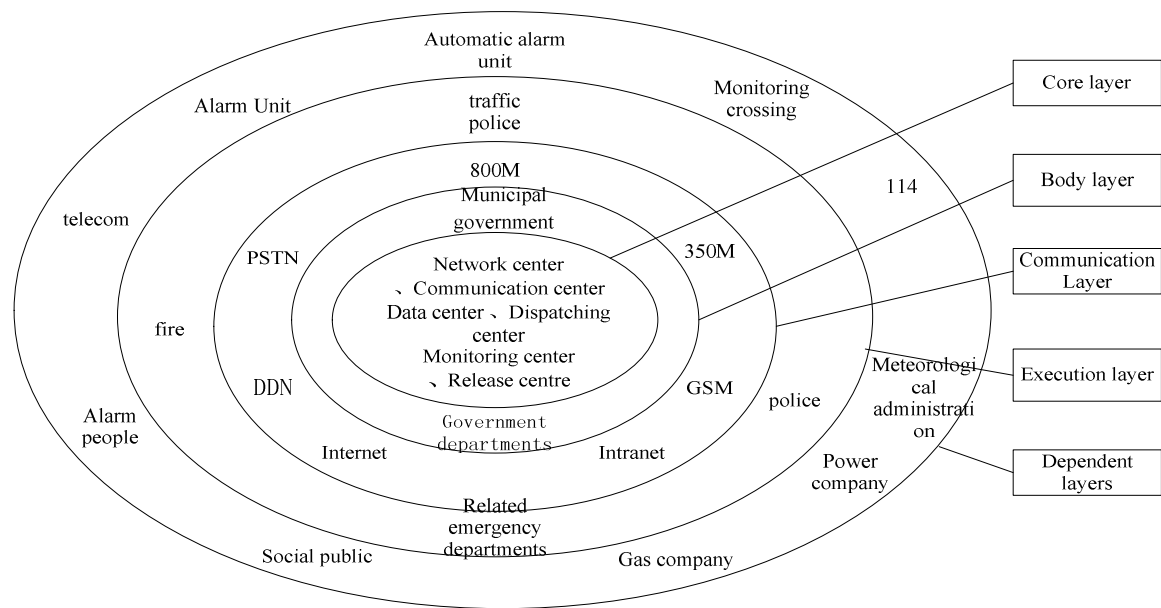 Automatic alarm
unit
Alarm Unit
Monitoring
crossing
traffic
police
114
telecom
800M
Municipal
government
PSTN
350M
Network center
、Communication center
Data center 、Dispatching
center
Monitoring center
、Release centre
fire
DDN
GSM
police
Meteorologi
cal
administrati
on
Alarm
people
Government
departments
Internet
Intranet
Power
company
Related
emergency
departments
Social public
Gas company
Core layer
Body layer
Communication
Layer
Execution layer
Dependent
layers